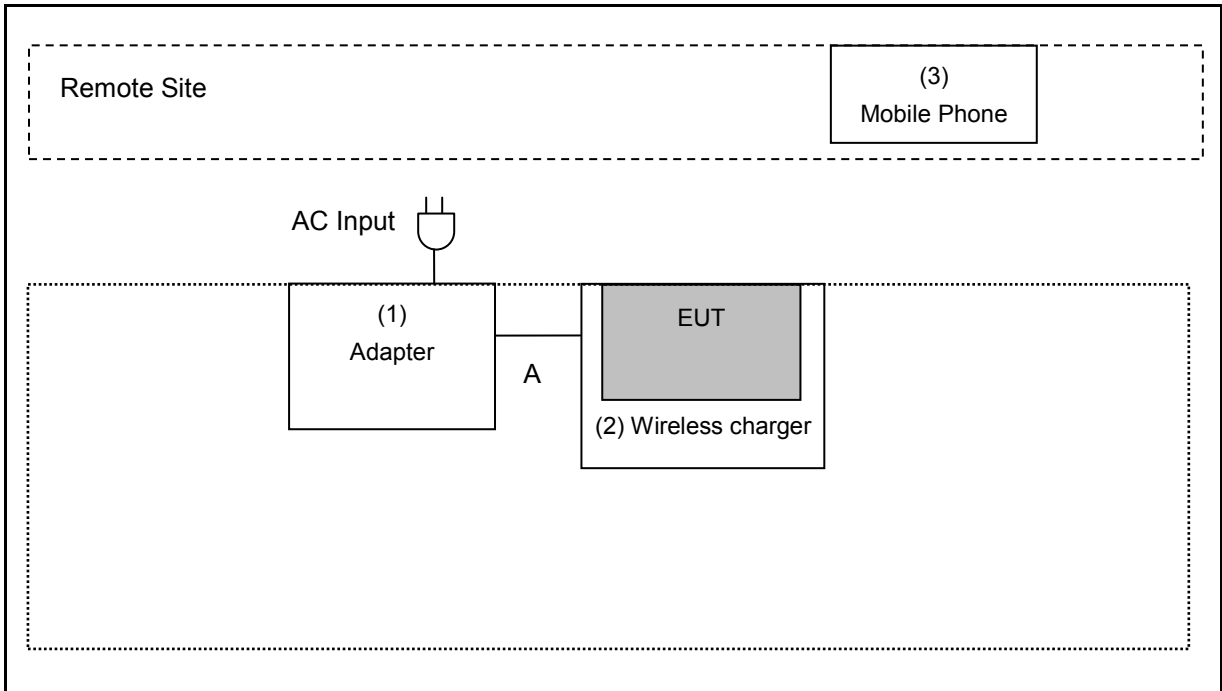 Remote Site
(3)
Mobile Phone
AC Input
(1)
Adapter
A
EUT
(2) Wireless charger